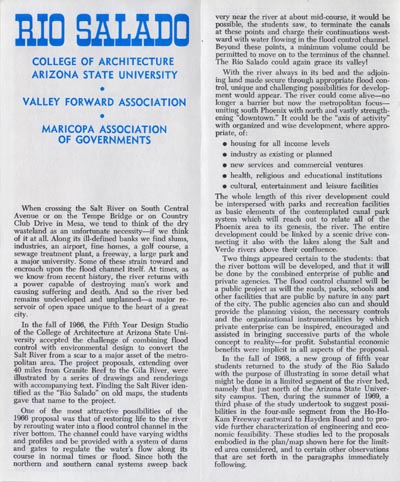 RIO SALADO
COLLEGE OF ARCHITECTURE
ARIZONA STATE UNIVERSITY
•
VALLEY FORWARD ASSOCIATION
•
MARICOPA ASSOCIATION
OF GOVERNMENTS
When crossing the Salt River on South Central
Avenue or on the Tempe Bridge or on Country
Club Drive in Mesa, we tend to think of the dry
wasteland as an unfortunate necessity—if we think
of it at all. Along its ill-defined banks we find slums,
industries, an airport, fine homes, a golf course, a
sewage treatment plant, a freeway, a large park and
a major university. Some of these strain toward and
encroach upon the flood channel itself. At times, as
we know from recent history, the river returns with
a power capable of destroying man's work and
causing suffering and death. And so the river bed
remains undeveloped and unplanned—a major re-
servoir of open space unique to the heart of a great
city.
In the fall of 1966, the Fifth Year Design Studio
of the College of Architecture at Arizona State Uni-
versity accepted the challenge of combining flood
control with environmental design to convert the
Salt River from a scar to a major asset of the metro-
politan area. The project proposals, extending over
40 miles from Granite Reef to the Gila River, were
illustrated by a series of drawings and renderings
with accompanying text. Finding the Salt River iden-
tified as the "Rio Salado" on old maps, the students
gave that name to the project.
One of the most attractive possibilities of the
1966 proposal was that of restoring life to the river
by rerouting water into a flood control channel in the
river bottom. The channel could have varying widths
and profiles and be provided with a system of dams
and gates to regulate the water's flow along its
course in normal times or flood. Since both the
northern and southern canal systems sweep back
very near the river at about mid-course, it would be
possible, the students saw, to terminate the canals
at these points and charge their continuations west-
ward with water flowing in the flood control channel.
Beyond these points, a minimum volume could be
permitted to move on to the terminus of the channel.
The Rio Salado could again grace its valley!
With the river always in its bed and the adjoin-
ing land made secure through appropriate flood con-
trol, unique and challenging possibilities for develop-
ment would appear. The river could come alive—no
longer a barrier but now the metropolitan focus—
uniting south Phoenix with north and vastly strength-
ening "downtown." It could be the "axis of activity"
with organized and wise development, where appro-
priate, of:
• housing for all income levels
• industry as existing or planned
• new services and commercial ventures
• health, religious and educational institutions
• cultural, entertainment and leisure facilities
The whole length of this river development could
be interspersed with parks and recreation facilities
as basic elements of the contemplated canal park
system which will reach out to relate all of the
Phoenix area to its genesis, the river. The entire
development could be linked by a scenic drive con-
necting it also with the lakes along the Salt and
Verde rivers above their confluence.
Two things appeared certain to the students: that
the river bottom will be developed, and that it will
be done by the combined enterprise of public and
private agencies. The flood control channel will be
a public project as will the roads, parks, schools and
other facilities that are public by nature in any part
of the city. The public agencies also can and should
provide the planning vision, the necessary controls
and the organizational instrumentalities by which
private enterprise can be inspired, encouraged and
assisted in bringing successive parts of the whole
concept to reality—for profit. Substantial economic
benefits were implicit in all aspects of the proposal.
In the fall of 1968, a new group of fifth year
students returned to the study of the Rio Salado
with the purpose of illustrating in some detail what
might be done in a limited segment of the river bed,
namely that just north of the Arizona State Univer-
sity campus. Then, during the summer of 1969, a
third phase of the study undertook to suggest possi-
bilities in the four-mile segment from the Ho-Ho-
Kam Freeway eastward to Hayden Road and to pro-
vide further characterization of engineering and eco-
nomic feasibility. These studies led to the proposals
embodied in the plan/map shown here for the limit-
ed area considered, and to certain other observations
that are set forth in the paragraphs immediately
following.